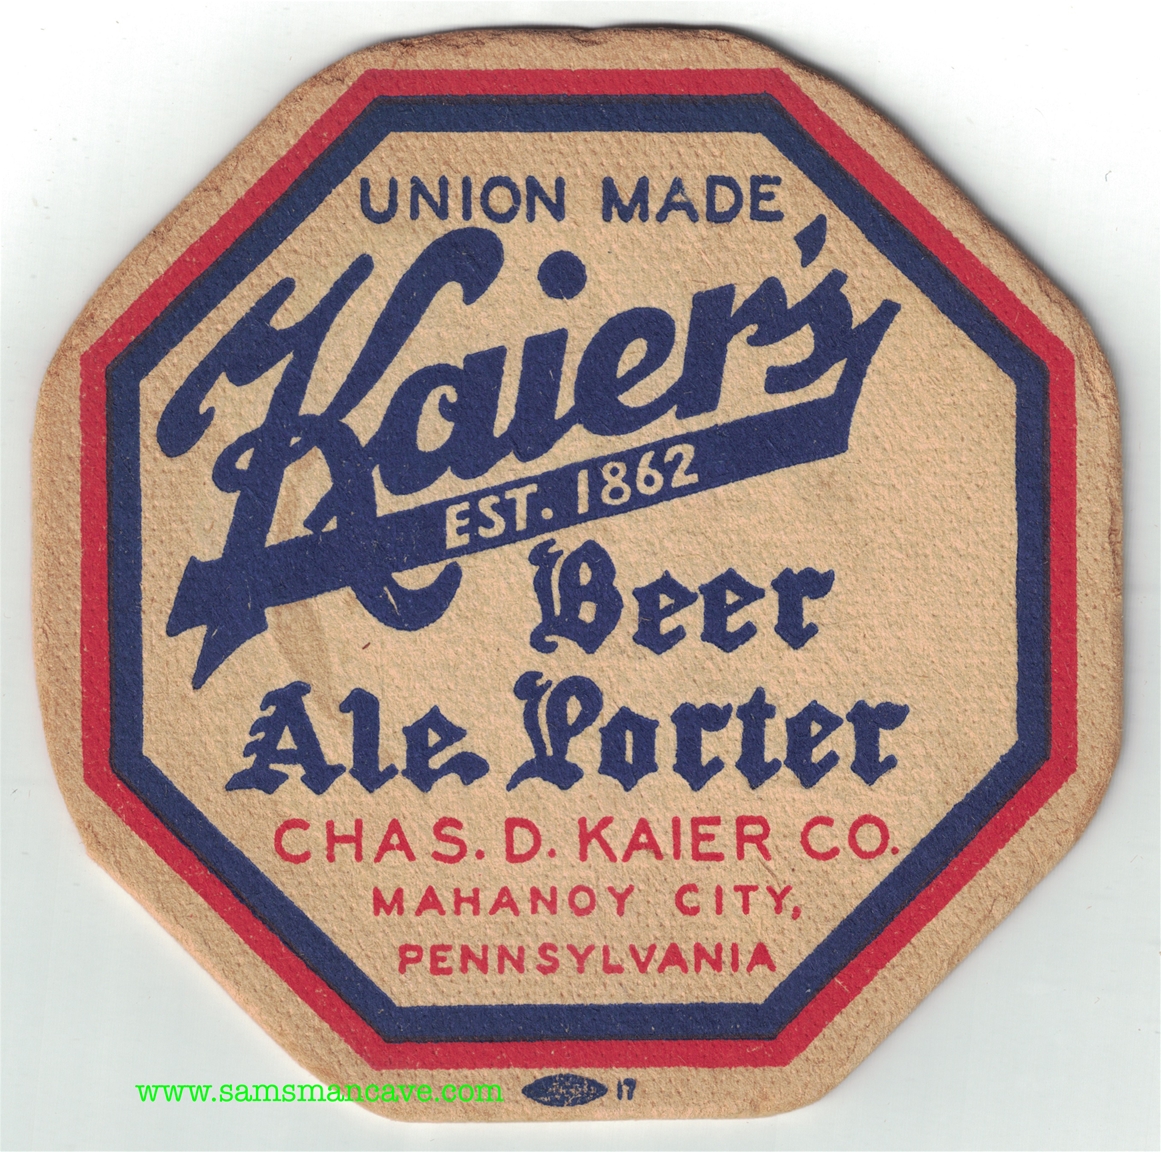 UNION MADE
Kaier's
EST. 1862
Beer
Ale Porter
CHAS. D. KAIER CO.
MAHANOY CITY,
PENNSYLVANIA
www.samsmancave.com
17